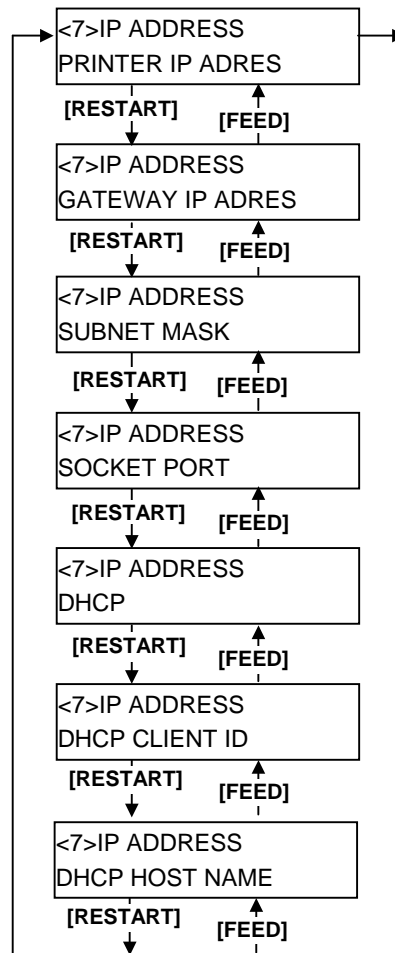 <7>IP ADDRESS
PRINTER IP ADRES
[RESTART]
[FEED]
<7>IP ADDRESS
GATEWAY IP ADRES
[RESTART]
[FEED]
<7>IP ADDRESS
SUBNET MASK
[RESTART]
[FEED]
<7>IP ADDRESS
SOCKET PORT
[RESTART]
[FEED]
<7>IP ADDRESS
DHCP
[RESTART]
[FEED]
<7>IP ADDRESS
DHCP CLIENT ID
[RESTART]
[FEED]
<7>IP ADDRESS
DHCP HOST NAME
[RESTART]
[FEED]